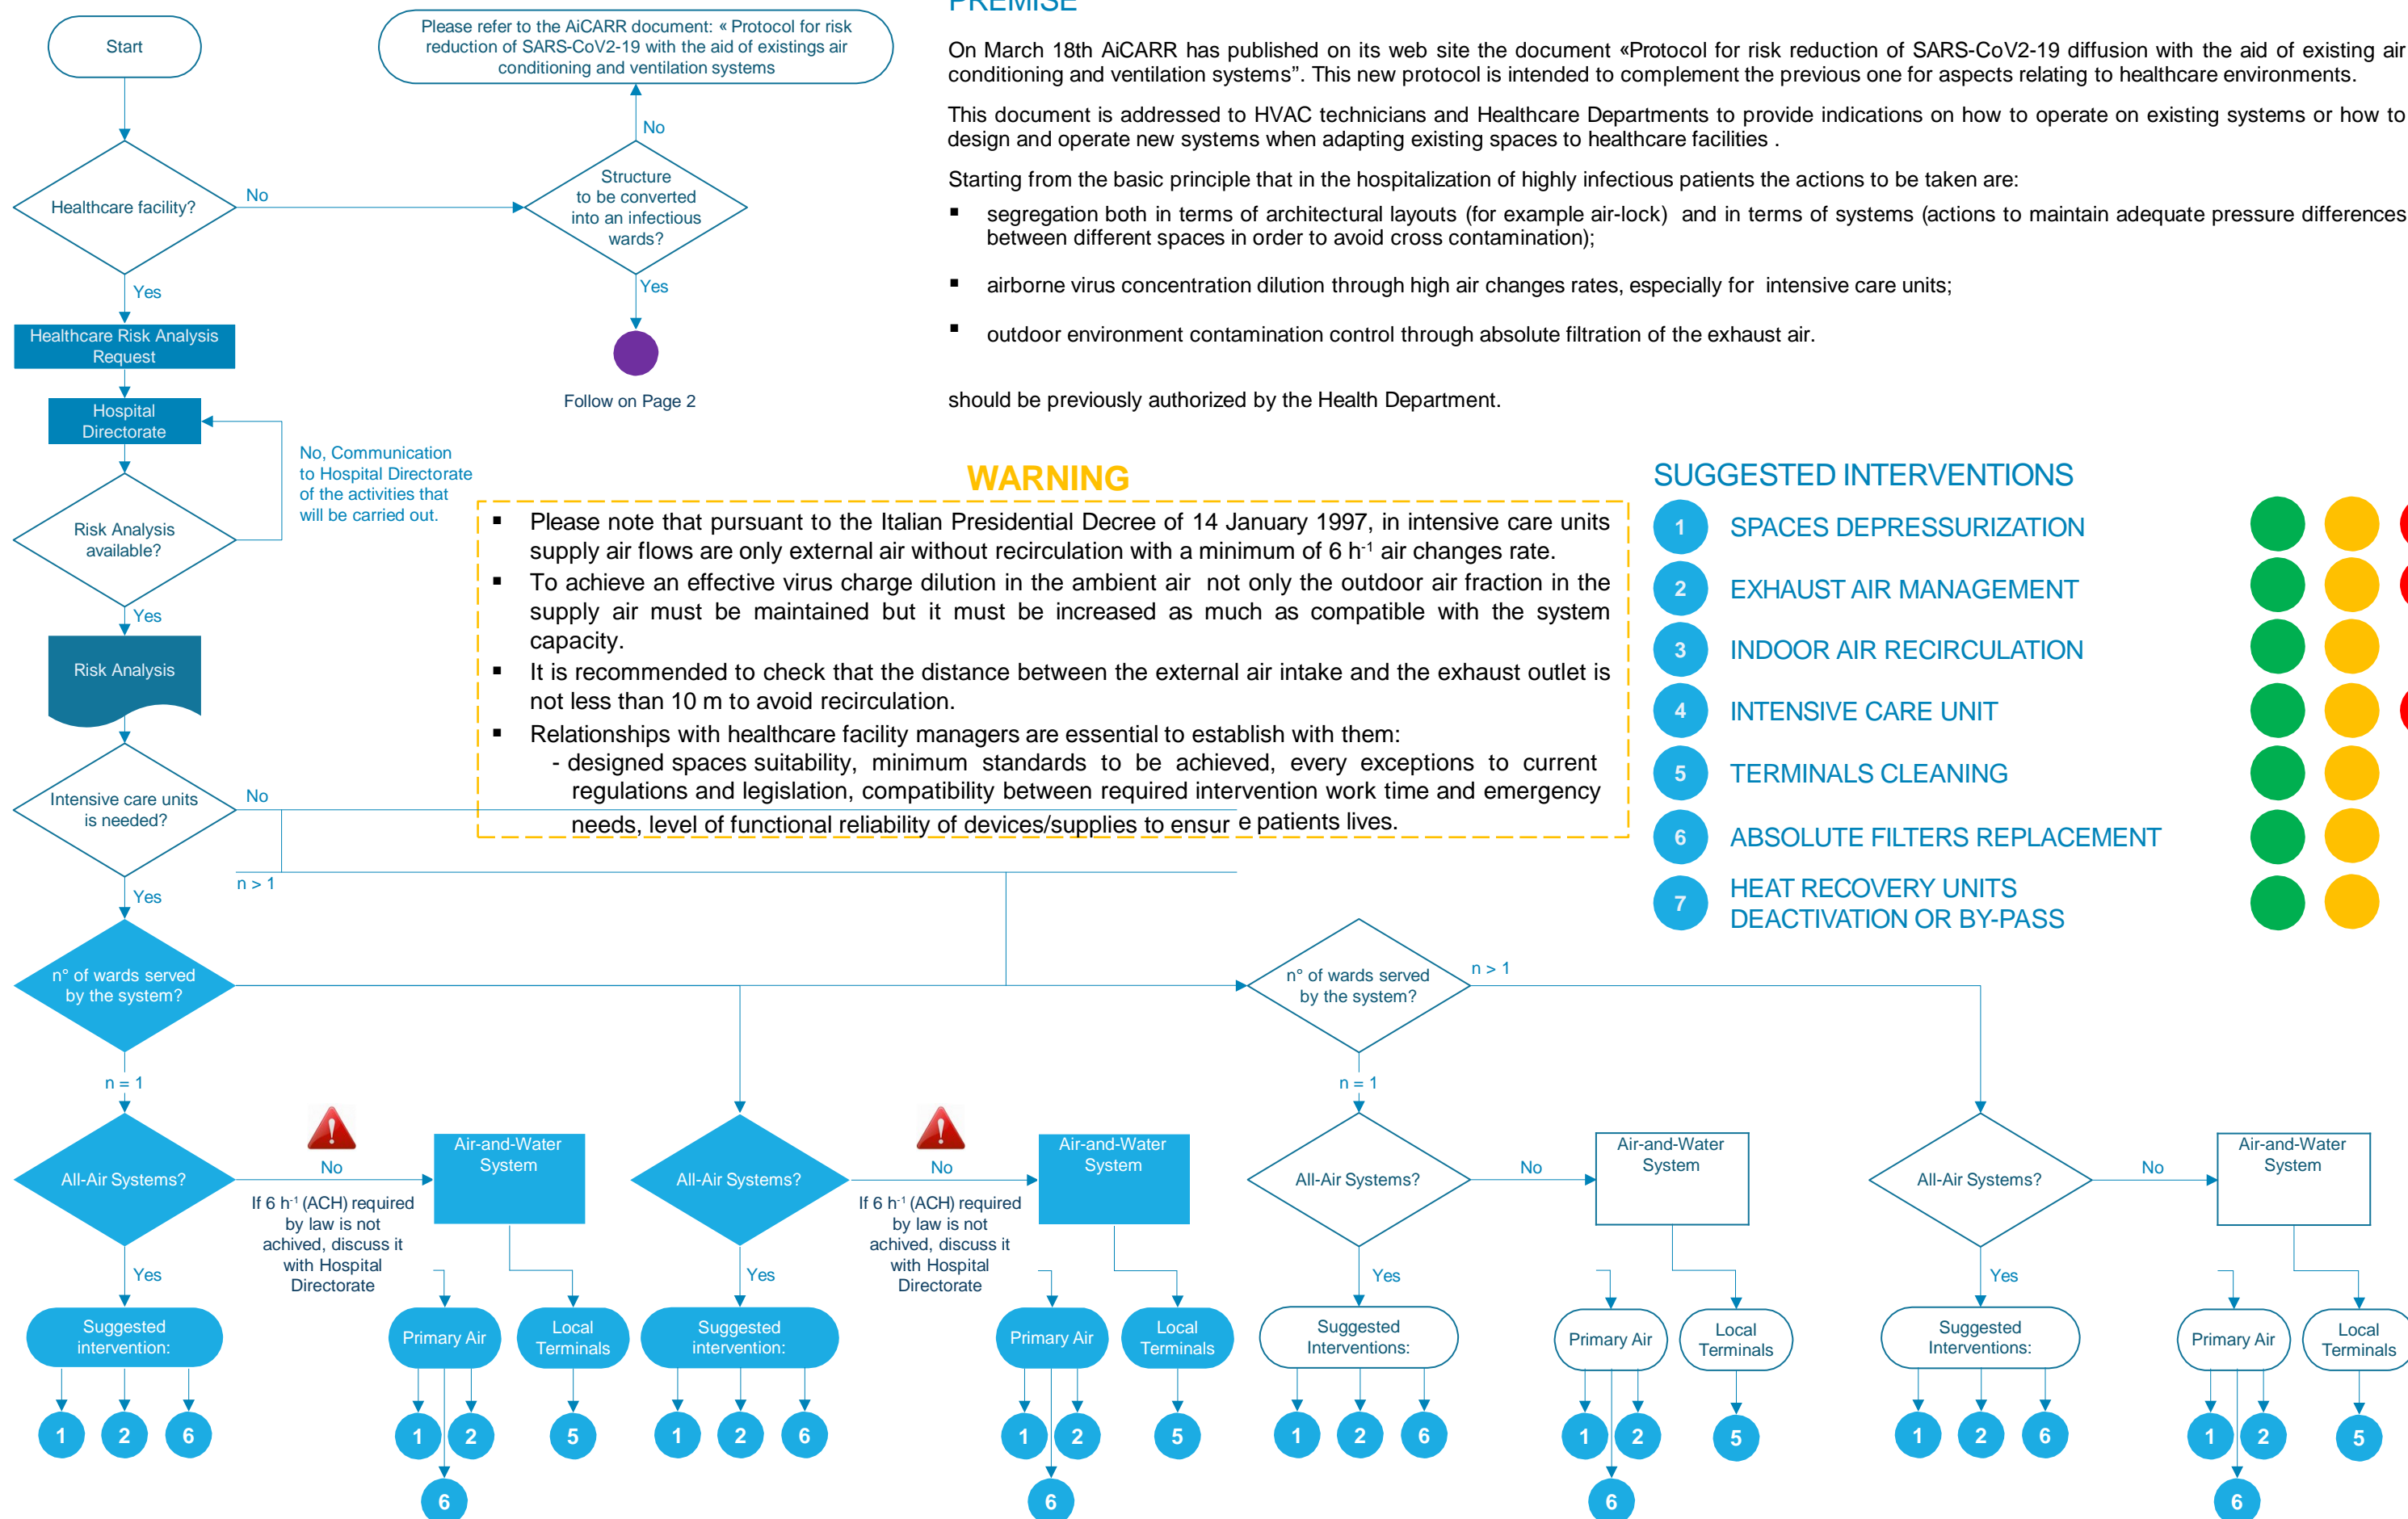 Start
Please refer to the AiCARR document: « Protocol for risk
reduction of SARS-CoV2-19 with the aid of existings air
conditioning and ventilation systems
No
Healthcare facility?
No
Structure
to be converted
into an infectious
wards?
Yes
Yes
Healthcare Risk Analysis
Request
Hospital
Directorate
Follow on Page 2
No, Communication
to Hospital Directorate
of the activities that
will be carried out.
Risk Analysis
available?
Yes
Risk Analysis
Intensive care units
is needed?
No
n > 1
Yes
PREMISE
On March 18th AiCARR has published on its web site the document «Protocol for risk reduction of SARS-CoV2-19 diffusion with the aid of existing air
conditioning and ventilation systems”. This new protocol is intended to complement the previous one for aspects relating to healthcare environments.
This document is addressed to HVAC technicians and Healthcare Departments to provide indications on how to operate on existing systems or how to
design and operate new systems when adapting existing spaces to healthcare facilities .
Starting from the basic principle that in the hospitalization of highly infectious patients the actions to be taken are:
▪ segregation both in terms of architectural layouts (for example air-lock) and in terms of systems (actions to maintain adequate pressure differences
between different spaces in order to avoid cross contamination);
▪ airborne virus concentration dilution through high air changes rates, especially for intensive care units;
▪ outdoor environment contamination control through absolute filtration of the exhaust air.
should be previously authorized by the Health Department.
WARNING
▪ Please note that pursuant to the Italian Presidential Decree of 14 January 1997, in intensive care units
supply air flows are only external air without recirculation with a minimum of 6 h-1 air changes rate.
▪ To achieve an effective virus charge dilution in the ambient air not only the outdoor air fraction in the
supply air must be maintained but it must be increased as much as compatible with the system
capacity.
▪ It is recommended to check that the distance between the external air intake and the exhaust outlet is
not less than 10 m to avoid recirculation.
▪ Relationships with healthcare facility managers are essential to establish with them:
- designed spaces suitability, minimum standards to be achieved, every exceptions to current
regulations and legislation, compatibility between required intervention work time and emergency
needs, level of functional reliability of devices/supplies to ensur e patients lives.
SUGGESTED INTERVENTIONS
1 SPACES DEPRESSURIZATION
2 EXHAUST AIR MANAGEMENT
3 INDOOR AIR RECIRCULATION
4 INTENSIVE CARE UNIT
5 TERMINALS CLEANING
6 ABSOLUTE FILTERS REPLACEMENT
7 HEAT RECOVERY UNITS
DEACTIVATION OR BY-PASS
n° of wards served
by the system?
n = 1
n° of wards served
by the system?
n > 1
n = 1
All-Air Systems?
No
If 6 h-1 (ACH) required
by law is not
achived, discuss it
with Hospital
Directorate
Air-and-Water
System
Yes
Suggested
intervention:
Primary Air
Local
Terminals
1 2 6
1 2
5
6
All-Air Systems?
No
If 6 h-1 (ACH) required
by law is not
achived, discuss it
with Hospital
Directorate
Air-and-Water
System
Yes
Suggested
intervention:
Primary Air
Local
Terminals
1 2 6
1 2
5
6
All-Air Systems?
No
Air-and-Water
System
Yes
Suggested
Interventions:
Primary Air
Local
Terminals
1 2 6
1 2
5
6
All-Air Systems?
No
Air-and-Water
System
Yes
Suggested
Interventions:
Primary Air
Local
Terminals
1 2 6
1 2
5
6